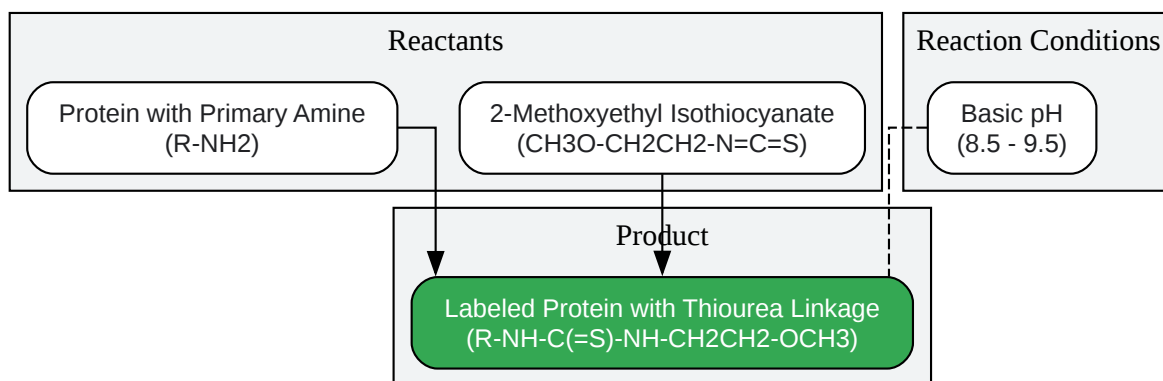 Reactants
Protein with Primary Amine
(R-NH2)
2-Methoxyethyl Isothiocyanate
(CH3O-CH2CH2-N=C=S)
Reaction Conditions
Basic pH
(8.5 - 9.5)
Product
Labeled Protein with Thiourea Linkage
(R-NH-C(=S)-NH-CH2CH2-OCH3)